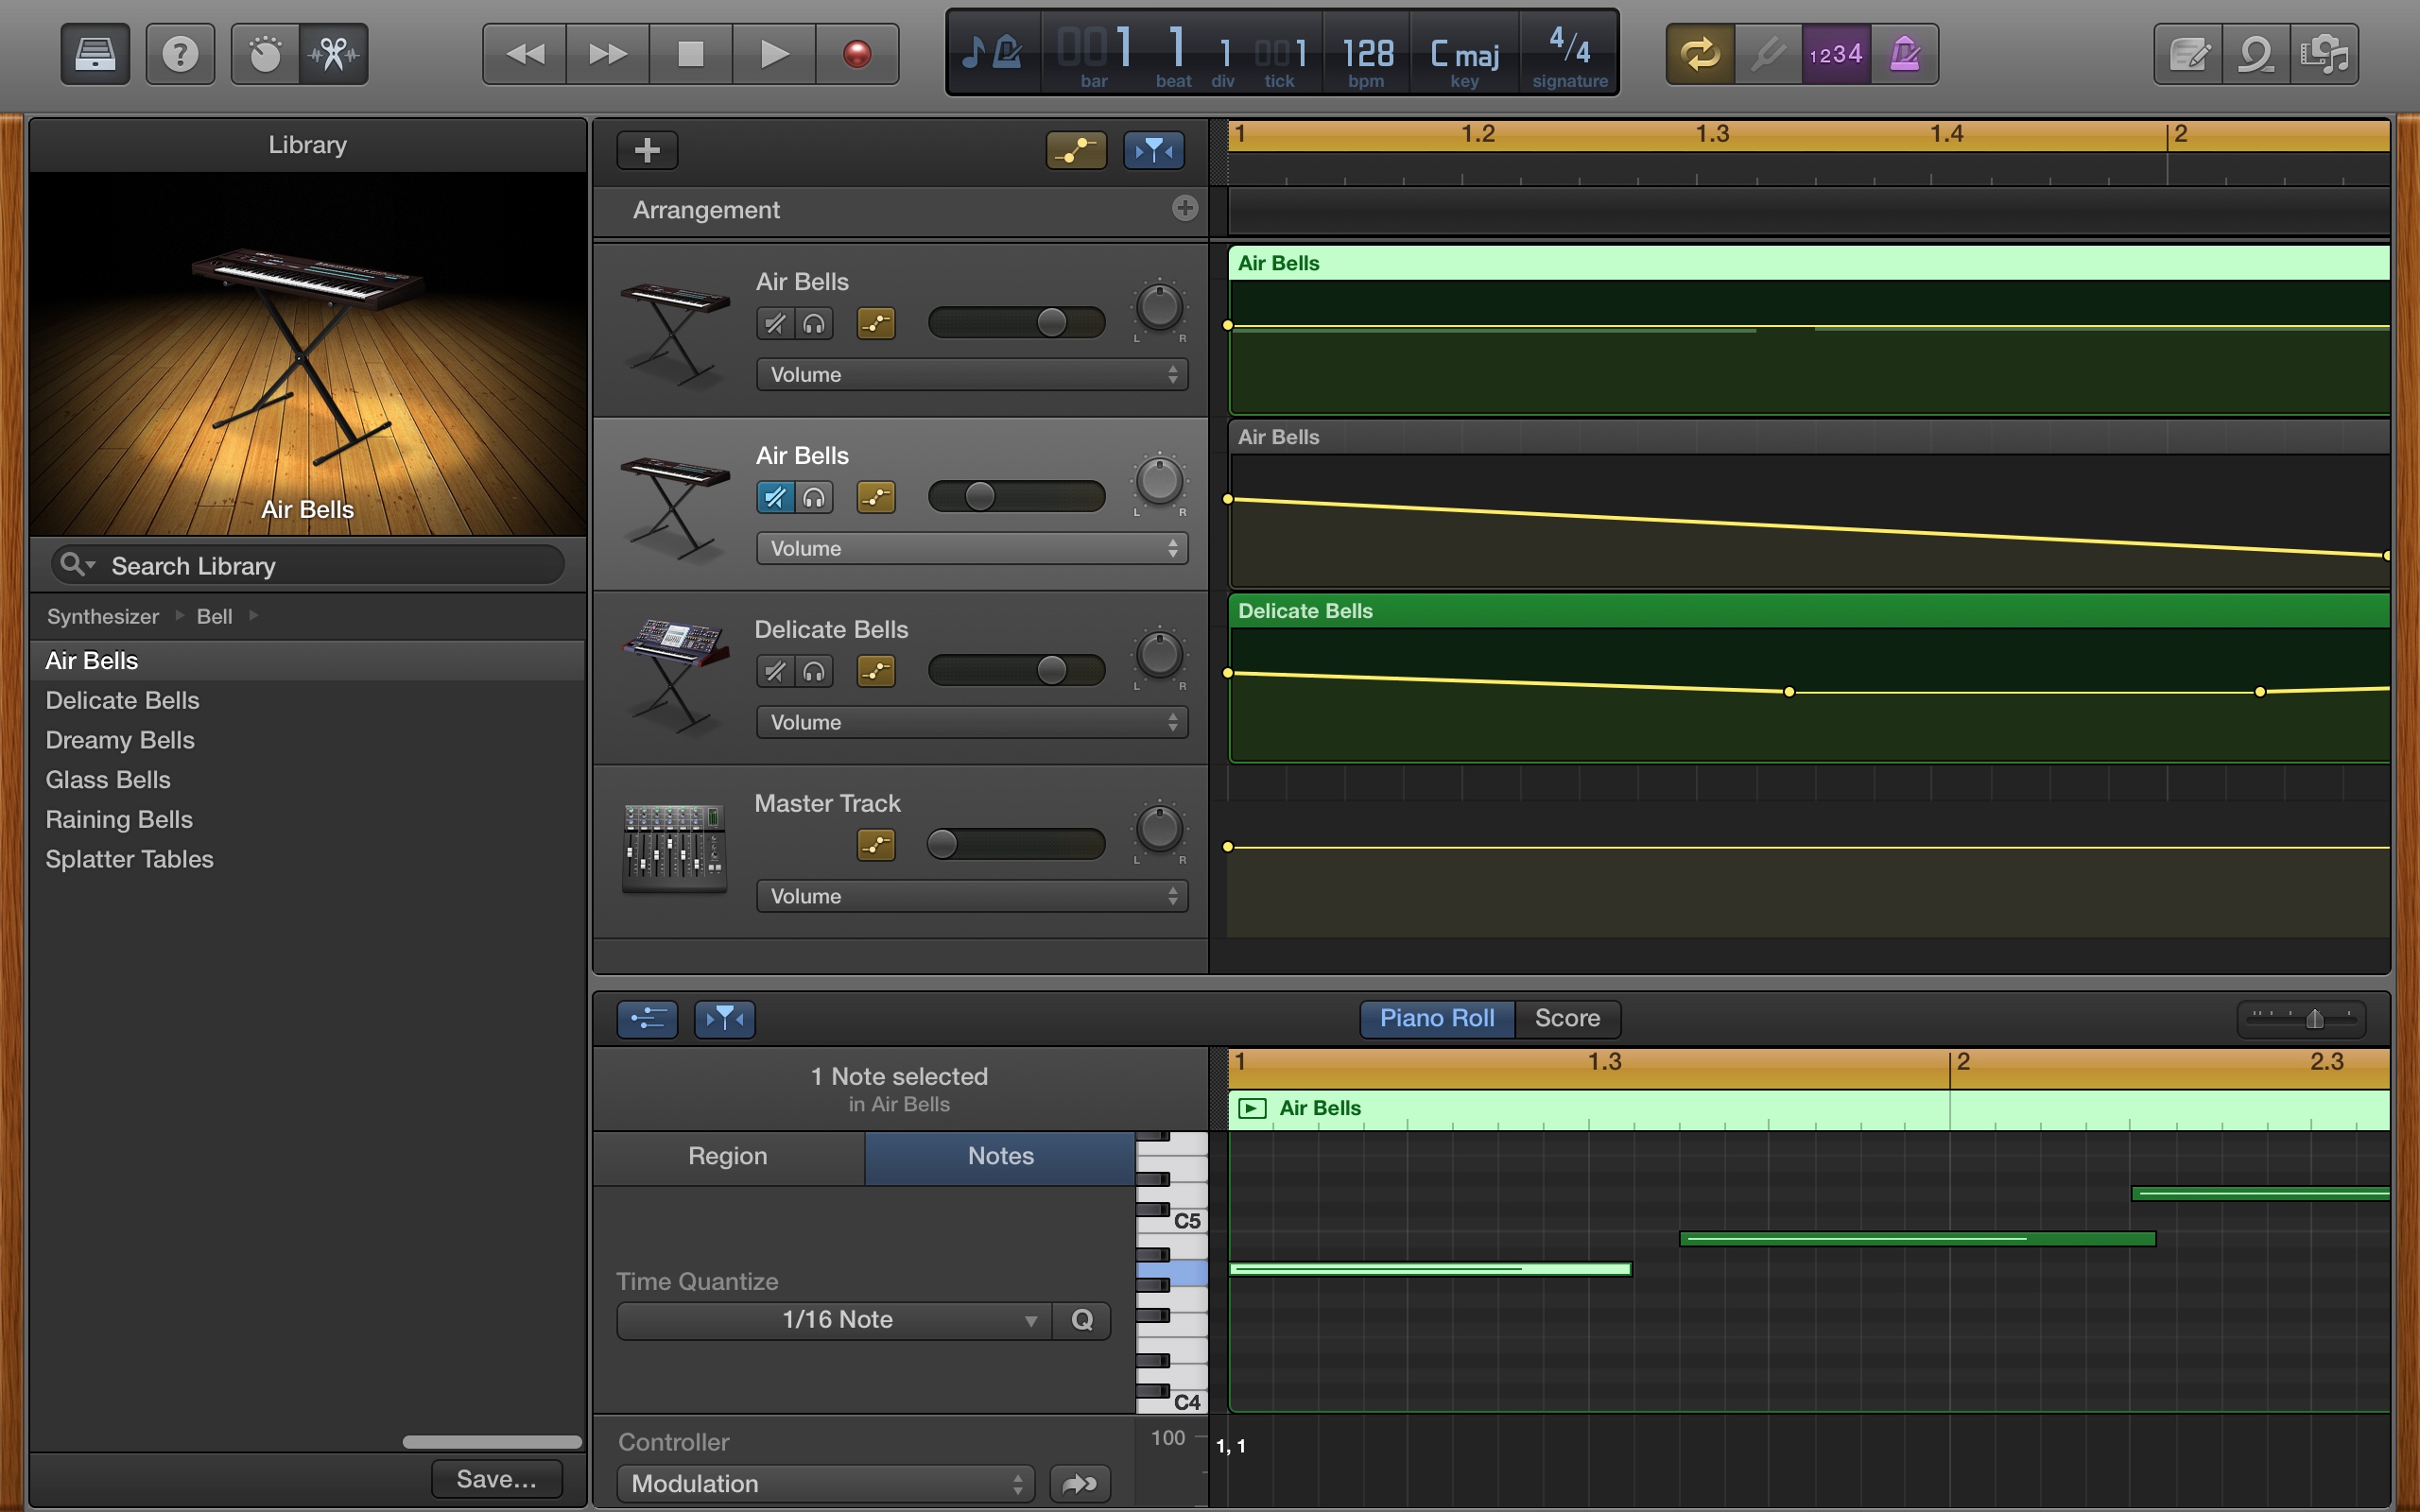 001 1 1 001 128 C maj 4/4
bar beat div tick bpm key signature
1234
Library
Air Bells
Search Library
Synthesizer Bell
Air Bells
Delicate Bells
Dreamy Bells
Glass Bells
Raining Bells
Splatter Tables
Save...
1 1.2 1.3 1.4 2
Arrangement
Air Bells
L R
Volume
Air Bells
Air Bells
L R
Volume
Air Bells
Delicate Bells
L R
Volume
Delicate Bells
Master Track
L R
Volume
Piano Roll Score
1 Note selected
in Air Bells
1 1.3 2 2.3
Air Bells
Region Notes
C5
Time Quantize
1/16 Note Q
C4
Controller
100
1, 1
Modulation